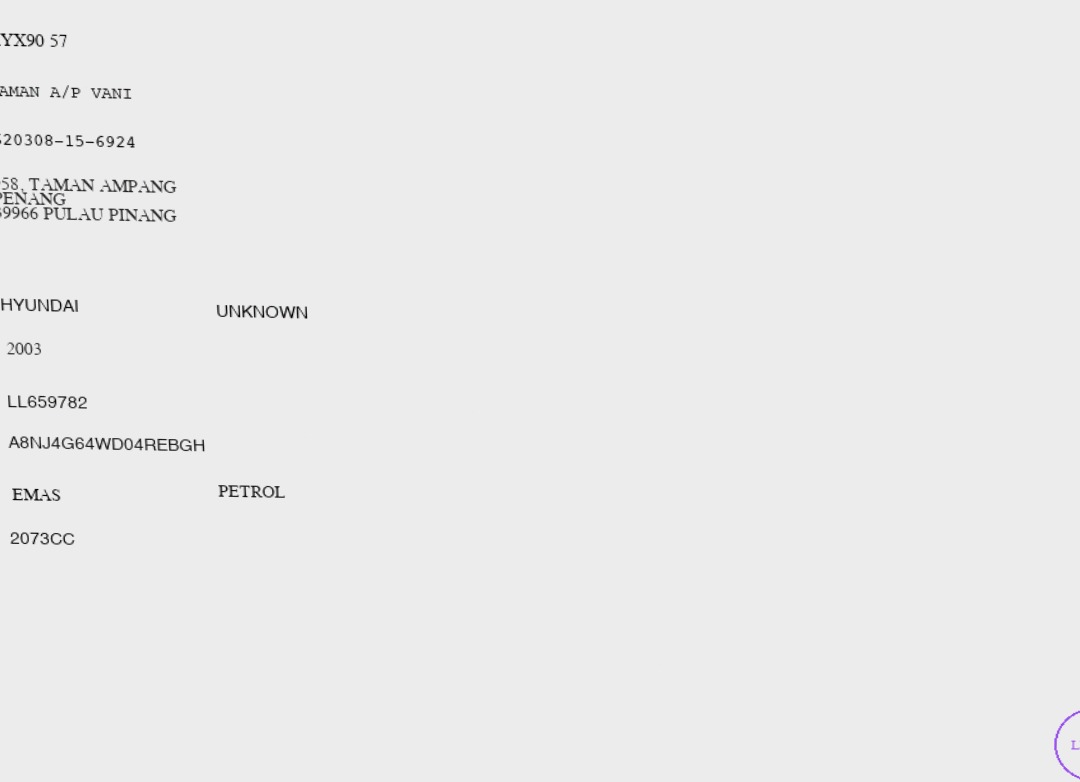 YX90 57
AMAN A/P VANI
20308-15-6924
58, TAMAN AMPANG
PENANG
9966 PULAU PINANG
HYUNDAI UNKNOWN
2003
LL659782
A8NJ4G64WD04REBGH
EMAS PETROL
2073CC
L